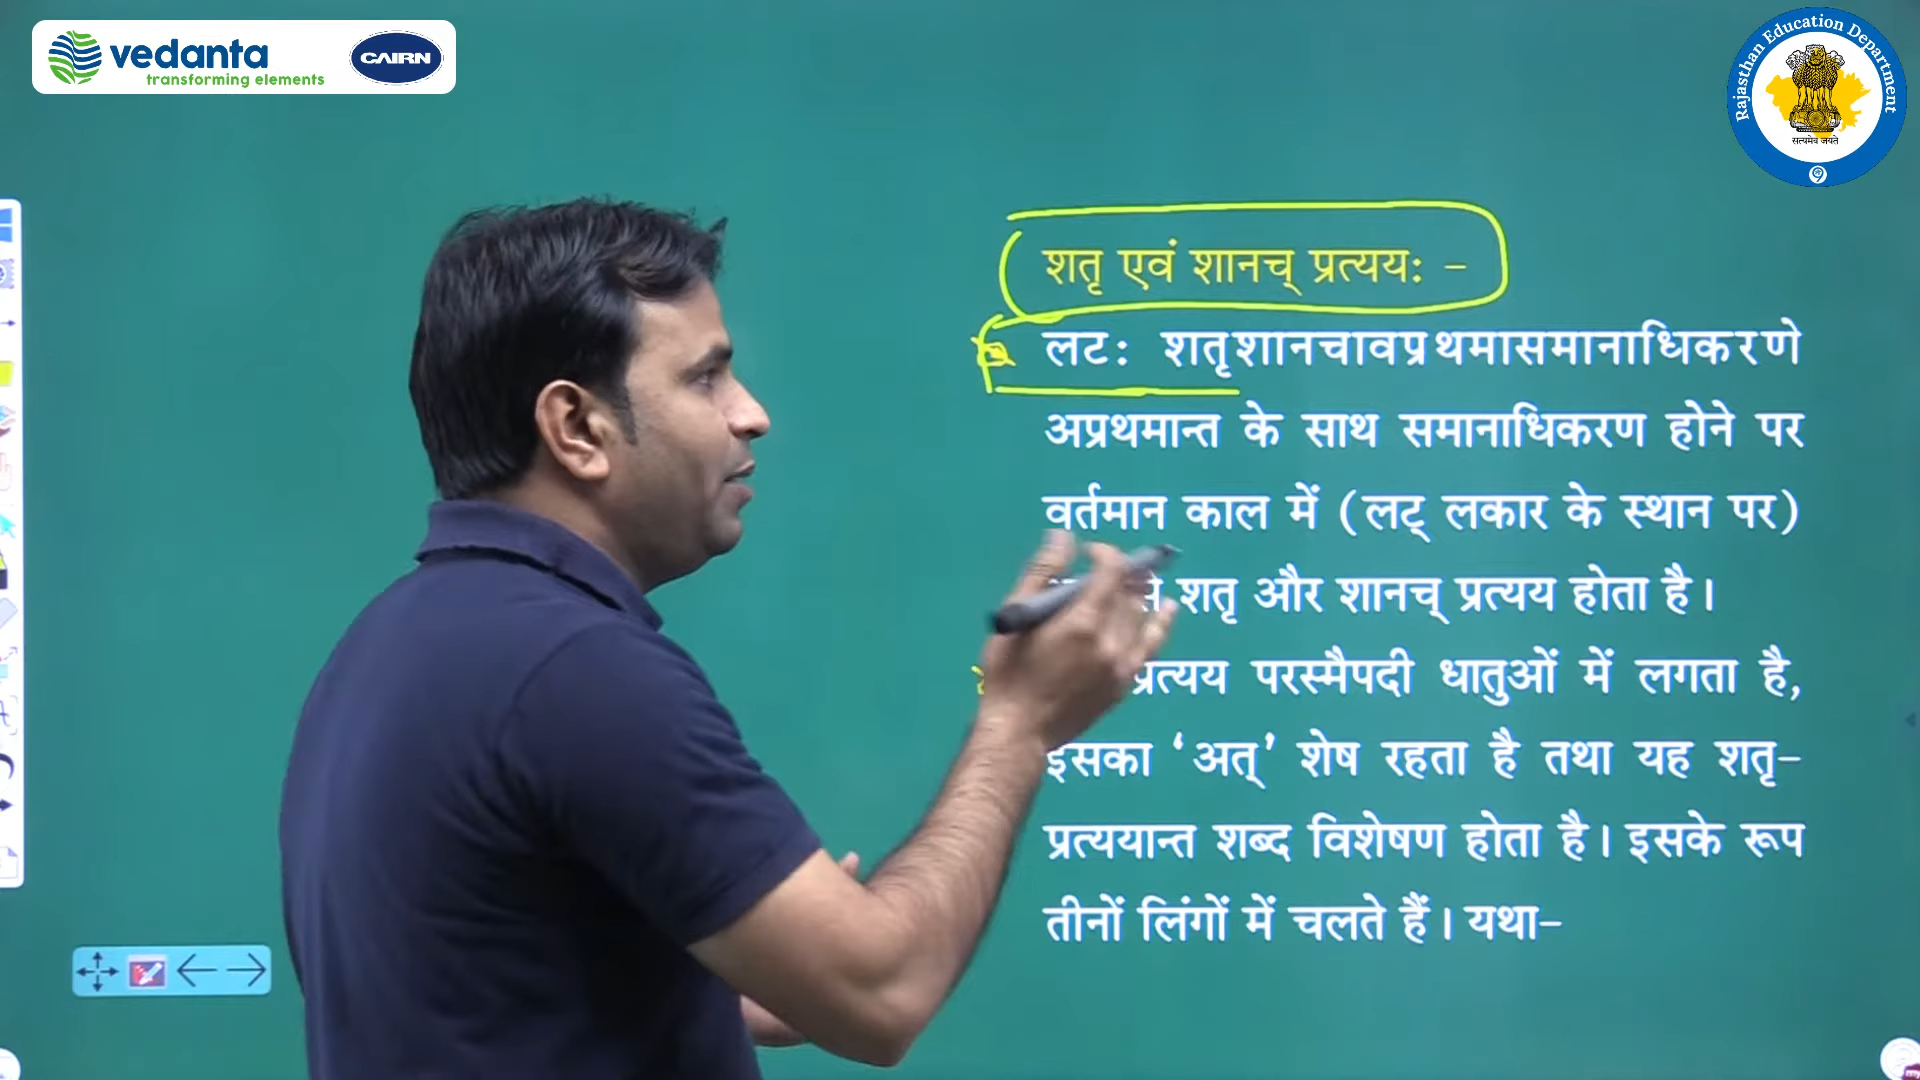 vedanta
transforming elements
CAIRN
Rajasthan Education Department
सत्यमेव जयते
शतृ एवं शानच् प्रत्ययः -
लटः शतृशानचावप्रथमासमानाधिकरणे
अप्रथमान्त के साथ समानाधिकरण होने पर
वर्तमान काल में (लट् लकार के स्थान पर)
शतृ और शानच् प्रत्यय होता है।
प्रत्यय परस्मैपदी धातुओं में लगता है,
इसका ‘अत्’ शेष रहता है तथा यह शतृ-
प्रत्ययान्त शब्द विशेषण होता है। इसके रूप
तीनों लिंगों में चलते हैं। यथा-